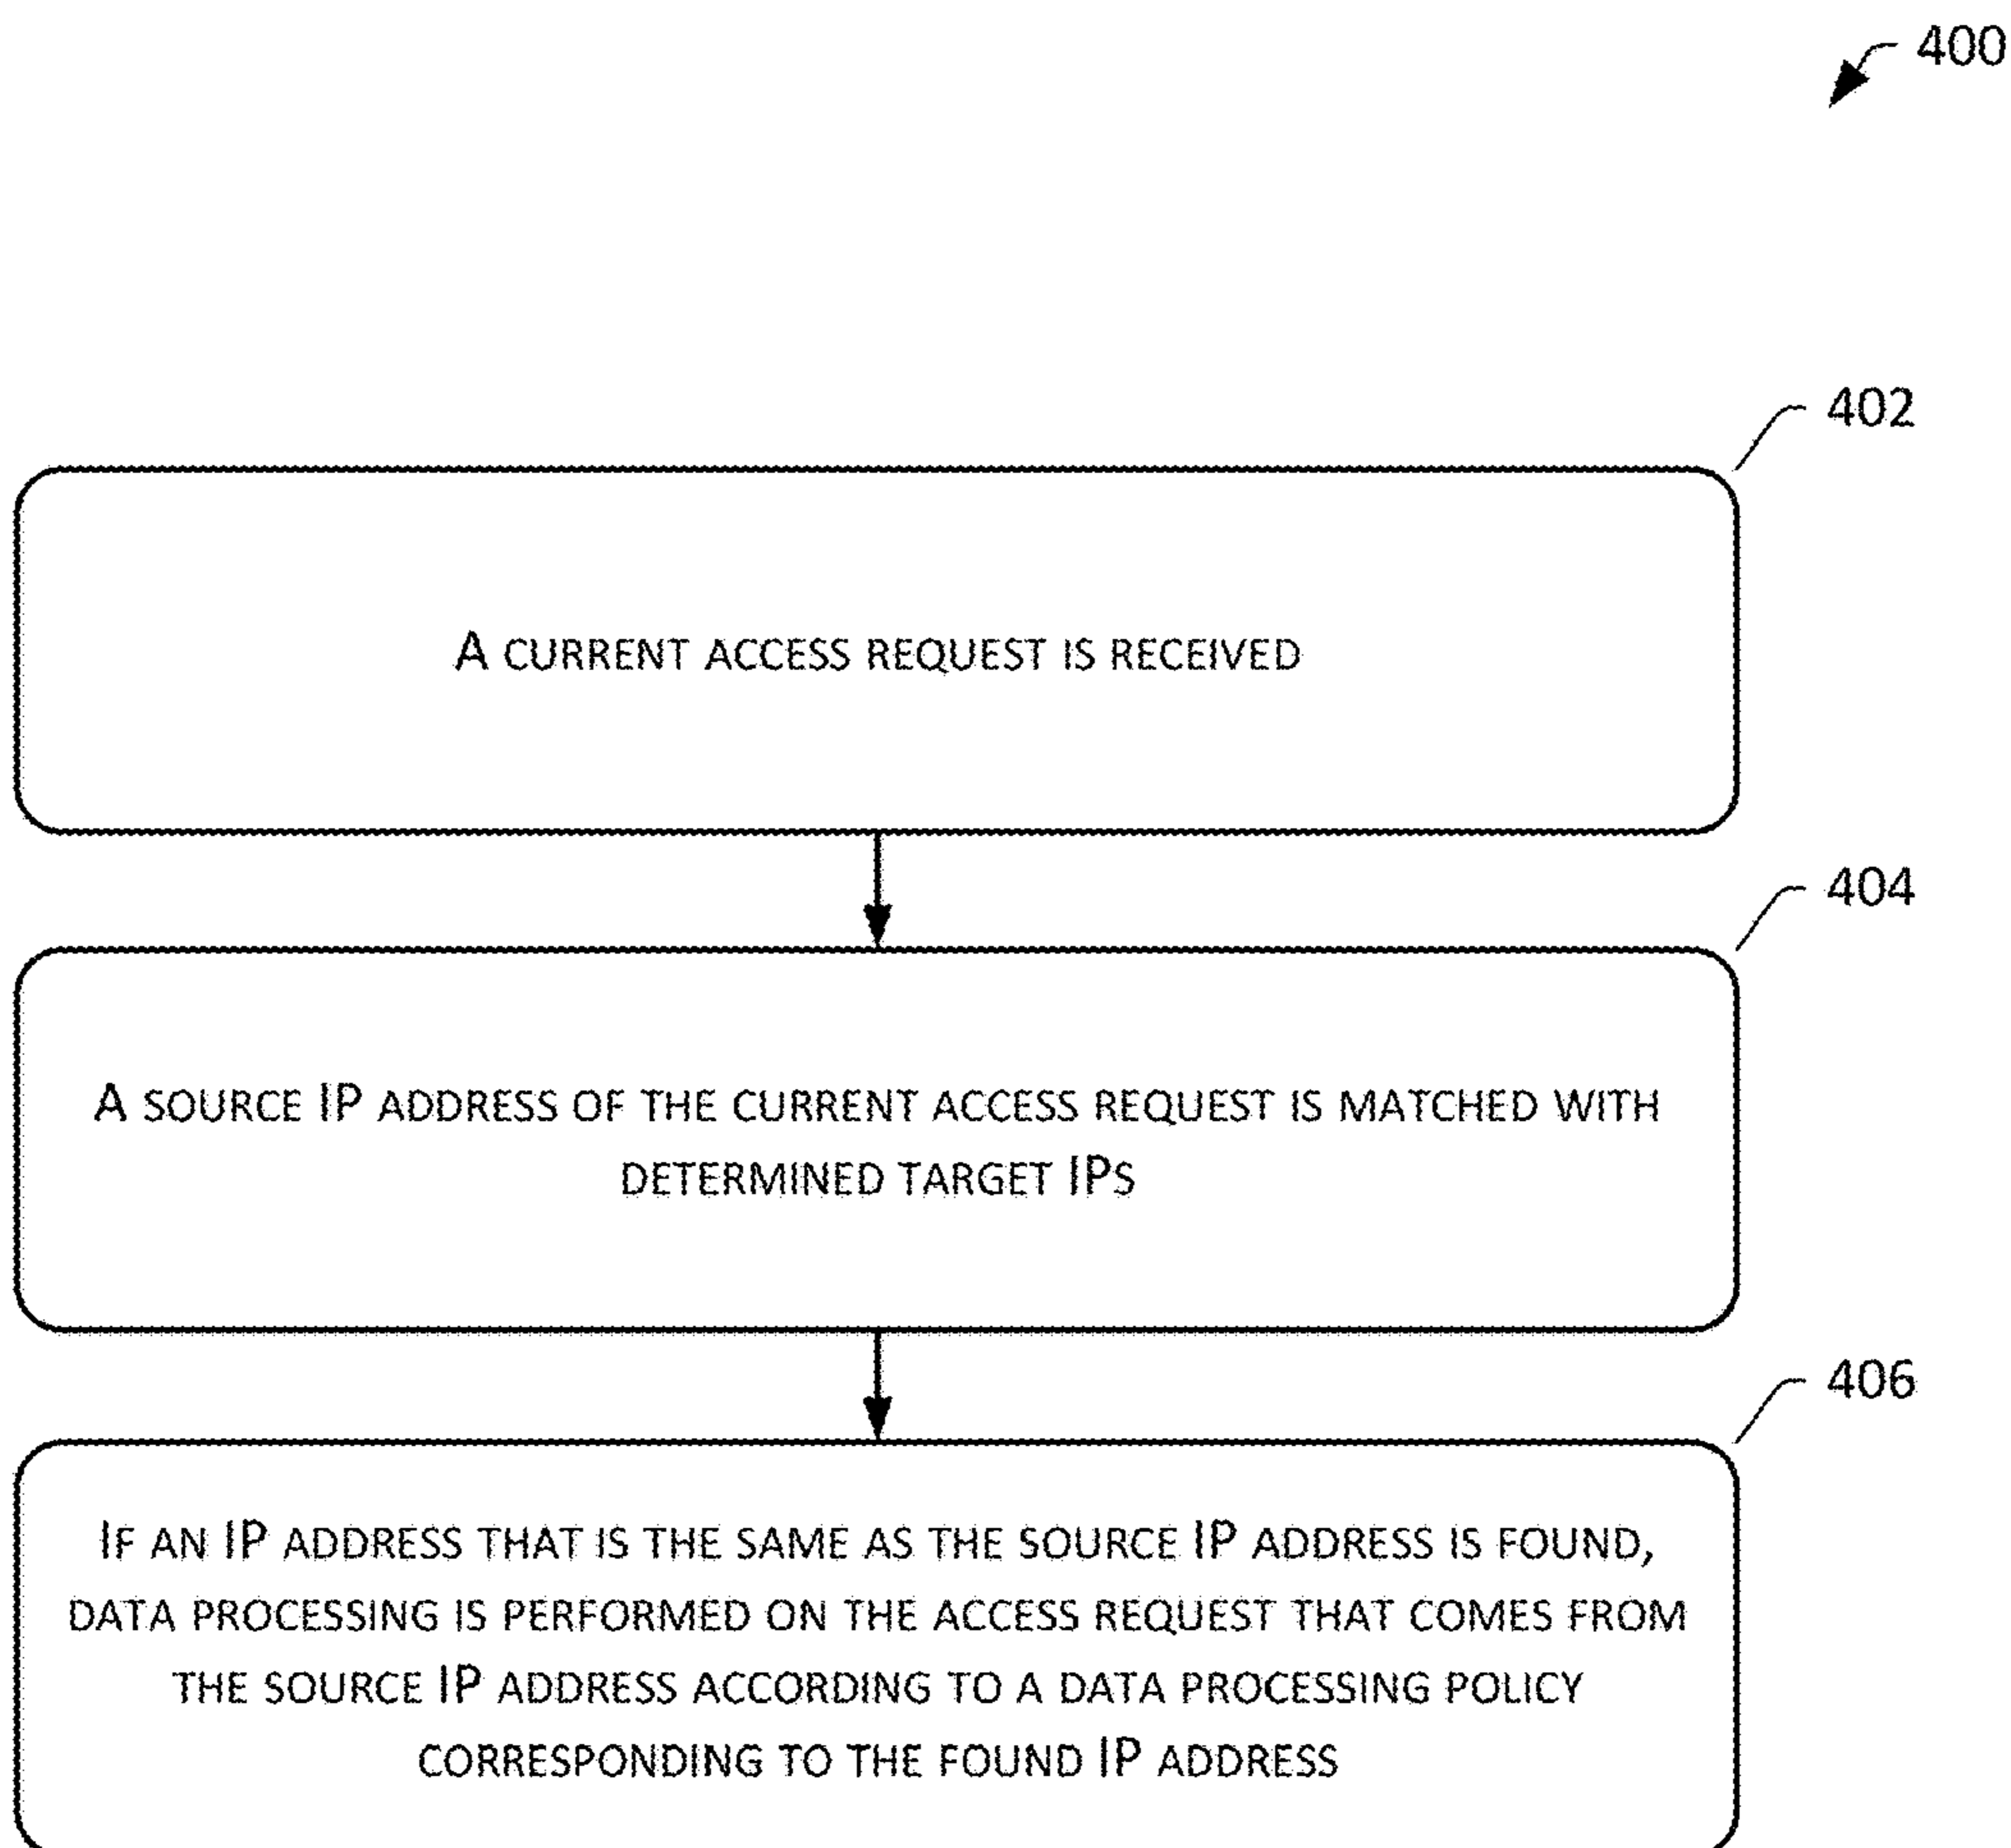 400
402
A CURRENT ACCESS REQUEST IS RECEIVED
404
A SOURCE IP ADDRESS OF THE CURRENT ACCESS REQUEST IS MATCHED WITH
DETERMINED TARGET IPS
406
IF AN IP ADDRESS THAT IS THE SAME AS THE SOURCE IP ADDRESS IS FOUND,
DATA PROCESSING IS PERFORMED ON THE ACCESS REQUEST THAT COMES FROM
THE SOURCE IP ADDRESS ACCORDING TO A DATA PROCESSING POLICY
CORRESPONDING TO THE FOUND IP ADDRESS